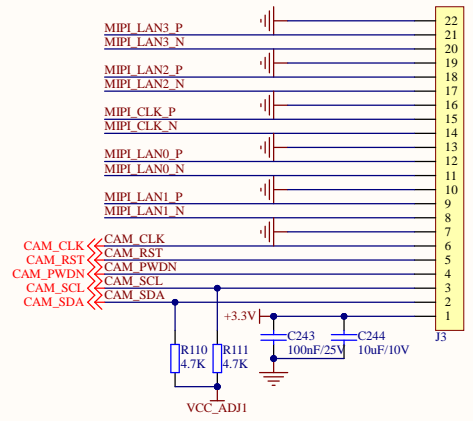 22
MIPI_LAN3_P 21
MIPI_LAN3_N 20
19
MIPI_LAN2_P 18
MIPI_LAN2_N 17
16
MIPI_CLK_P 15
MIPI_CLK_N 14
13
MIPI_LAN0_P 12
MIPI_LAN0_N 11
10
MIPI_LAN1_P 9
MIPI_LAN1_N 8
7
CAM_CLK CAM_CLK 6
CAM_RST CAM_RST 5
CAM_PWDN CAM_PWDN 4
CAM_SCL CAM_SCL 3
CAM_SDA CAM_SDA 2
+3.3V 1
J3
C243 C244
100nF/25V 10uF/10V
R110 R111
4.7K 4.7K
VCC_ADJ1